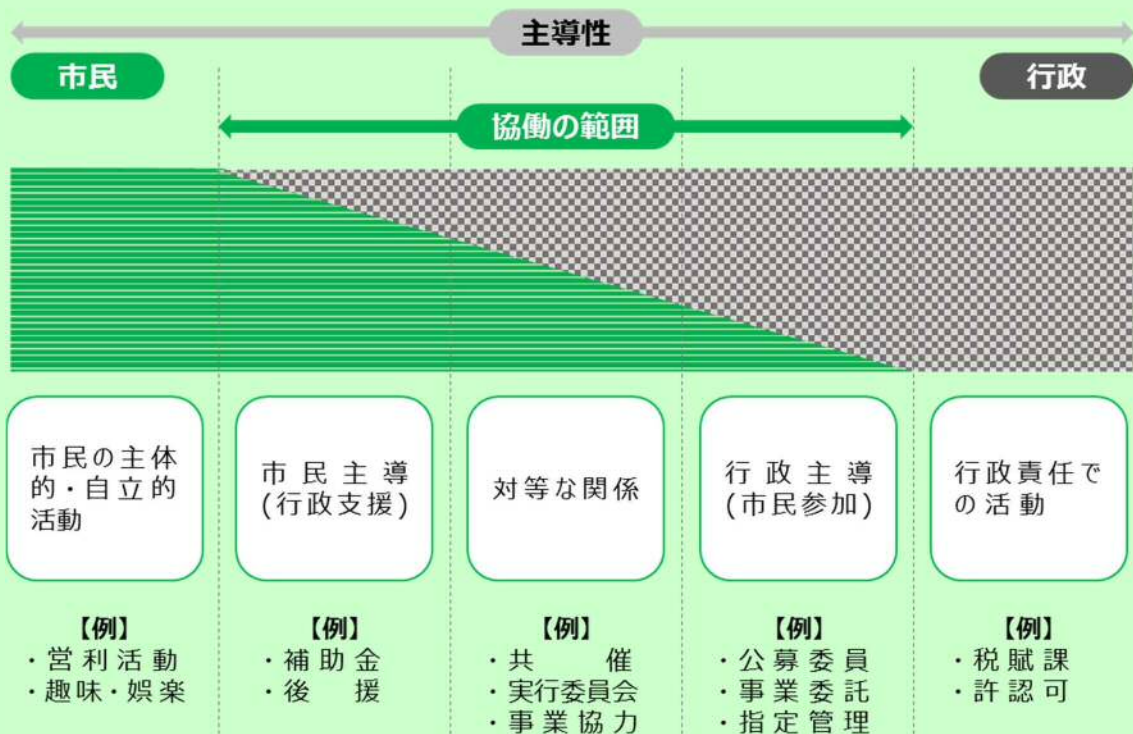 主導性
市民
行政
協働の範囲
市民の主体
的・自立的
活動
市民主導
(行政支援)
対等な関係
行政主導
(市民参加)
行政責任で
の活動
【例】
・営利活動
・趣味・娯楽
【例】
・補助金
・後援
【例】
・共催
・実行委員会
・事業協力
【例】
・公募委員
・事業委託
・指定管理
【例】
・税賦課
・許認可